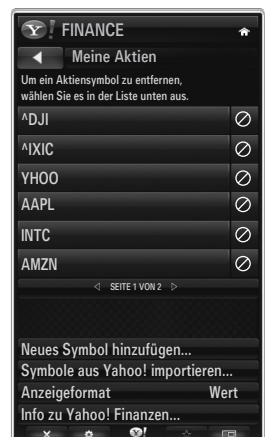 Y! FINANCE
Meine Aktien
Um ein Aktiensymbol zu entfernen,
wählen Sie es in der Liste unten aus.
^DJI
^IXIC
YHOO
AAPL
INTC
AMZN
SEITE 1 VON 2
Neues Symbol hinzufügen...
Symbole aus Yahoo! importieren...
Anzeigeformat Wert
Info zu Yahoo! Finanzen...
Y!